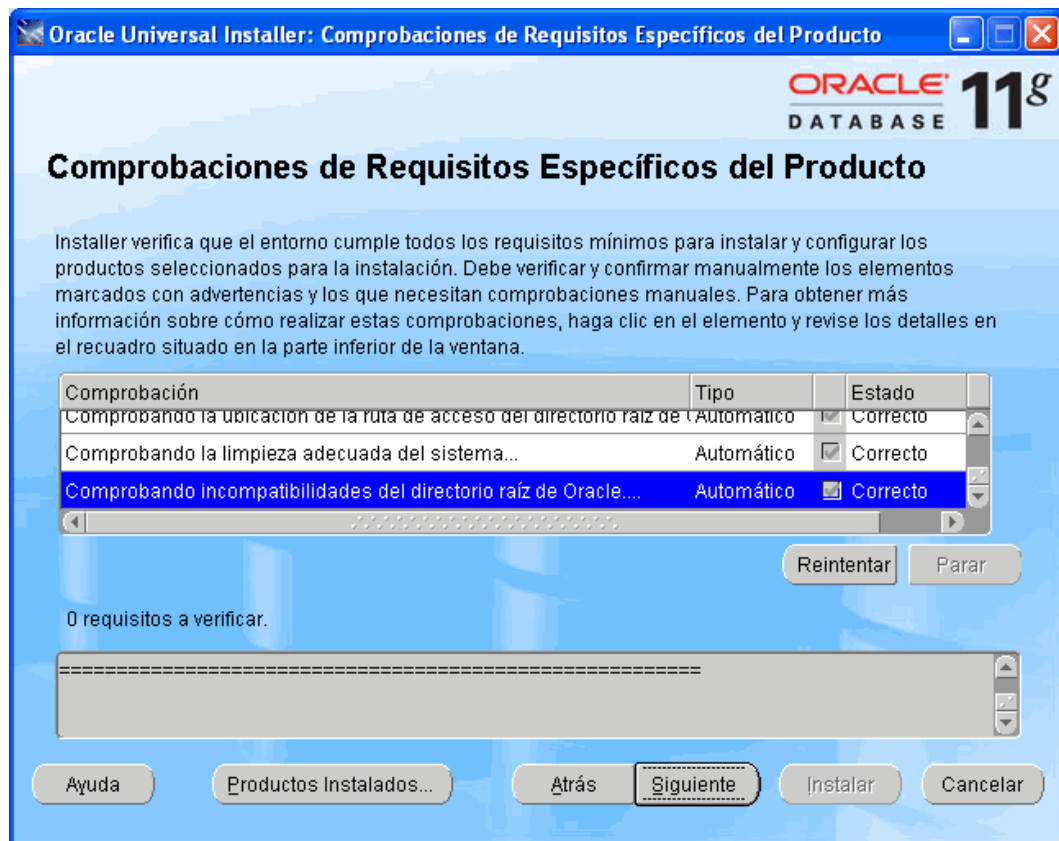 Oracle Universal Installer: Comprobaciones de Requisitos Específicos del Producto
ORACLE 11g
DATABASE
Comprobaciones de Requisitos Específicos del Producto
Installer verifica que el entorno cumple todos los requisitos mínimos para instalar y configurar los
productos seleccionados para la instalación. Debe verificar y confirmar manualmente los elementos
marcados con advertencias y los que necesitan comprobaciones manuales. Para obtener más
información sobre cómo realizar estas comprobaciones, haga clic en el elemento y revise los detalles en
el recuadro situado en la parte inferior de la ventana.
Comprobación Tipo Estado
Comprobando la ubicación de la ruta de acceso del directorio raíz de Automático Correcto
Comprobando la limpieza adecuada del sistema... Automático Correcto
Comprobando incompatibilidades del directorio raíz de Oracle.... Automático Correcto
Reintentar Parar
0 requisitos a verificar.
========================================================
Ayuda Productos Instalados... Atrás Siguiente Instalar Cancelar